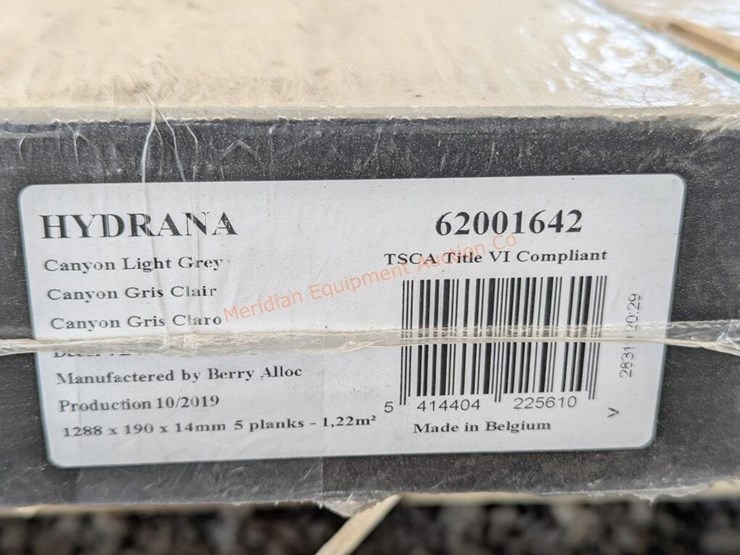 HYDRANA
62001642
Canyon Light Grey
TSCA Title VI Compliant
Canyon Gris Clair
Canyon Gris Claro
Meridian Equipment Auction Co
Manufactered by Berry Alloc
Production 10/2019
1288 x 190 x 14mm 5 planks - 1,22m²
5 414404 225610 >
Made in Belgium
20:29